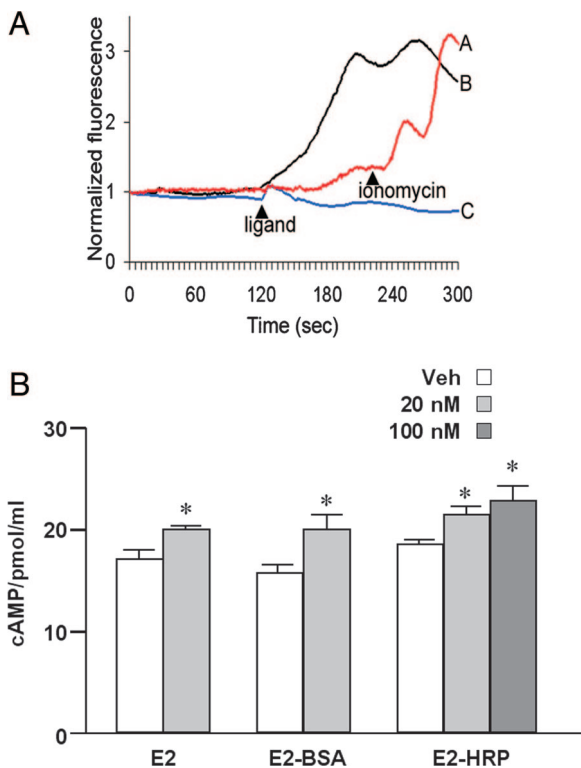 A
Normalized fluorescence
3
2
1
0
A
B
C
ionomycin
ligand
0 60 120 180 240 300
Time (sec)
B
Veh
20 nM
100 nM
cAMP/pmol/ml
30
20
10
0
* * * *
E2 E2-BSA E2-HRP